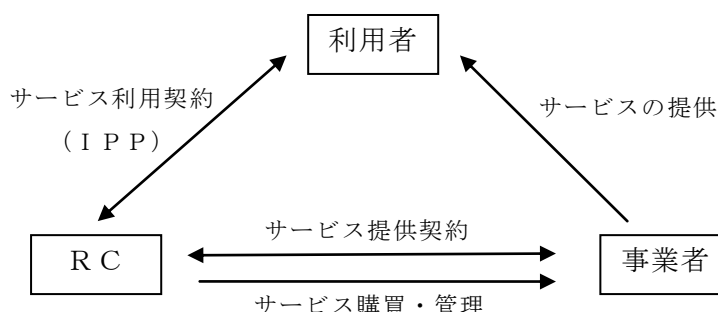 利用者
サービス利用契約
（ＩＰＰ）
サービスの提供
サービス提供契約
ＲＣ
事業者
サービス購買・管理